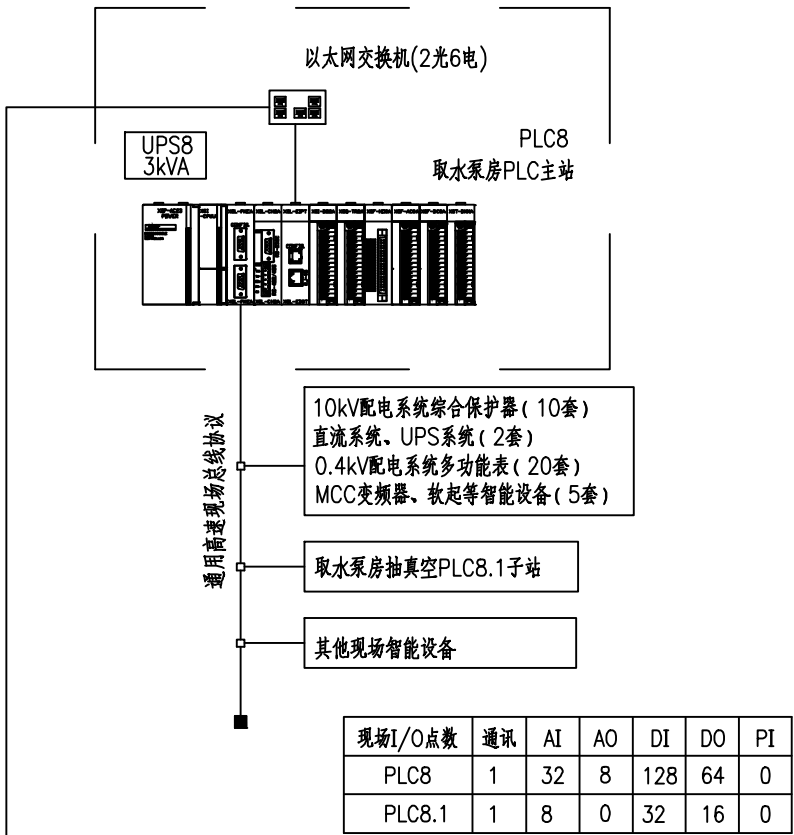 以太网交换机(2光6电)
UPS8
3kVA
PLC8
取水泵房PLC主站
10kV配电系统综合保护器(10套)
直流系统、UPS系统(2套)
0.4kV配电系统多功能表(20套)
MCC变频器、软起等智能设备(5套)
通用高速现场总线协议
取水泵房抽真空PLC8.1子站
其他现场智能设备
现场I/O点数 通讯 AI AO DI DO PI
PLC8 1 32 8 128 64 0
PLC8.1 1 8 0 32 16 0